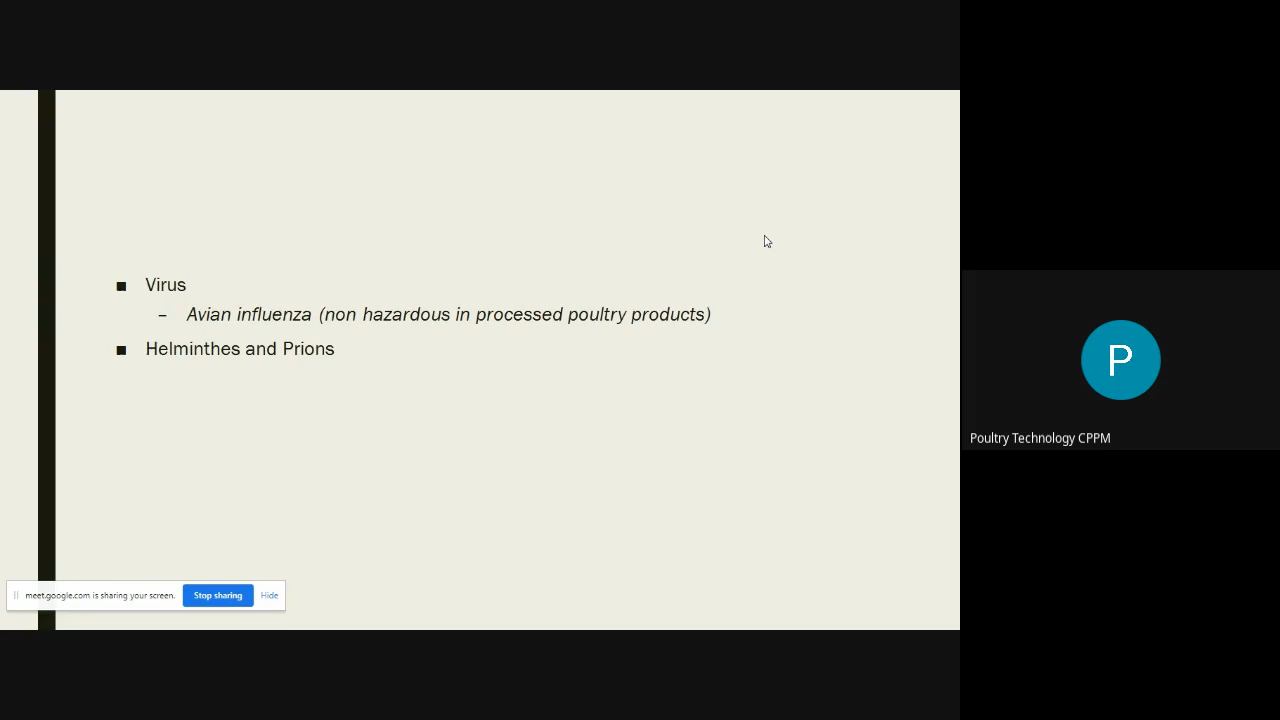 ■ Virus
– Avian influenza (non hazardous in processed poultry products)
■ Helminthes and Prions
meet.google.com is sharing your screen. Stop sharing Hide
P
Poultry Technology CPPM